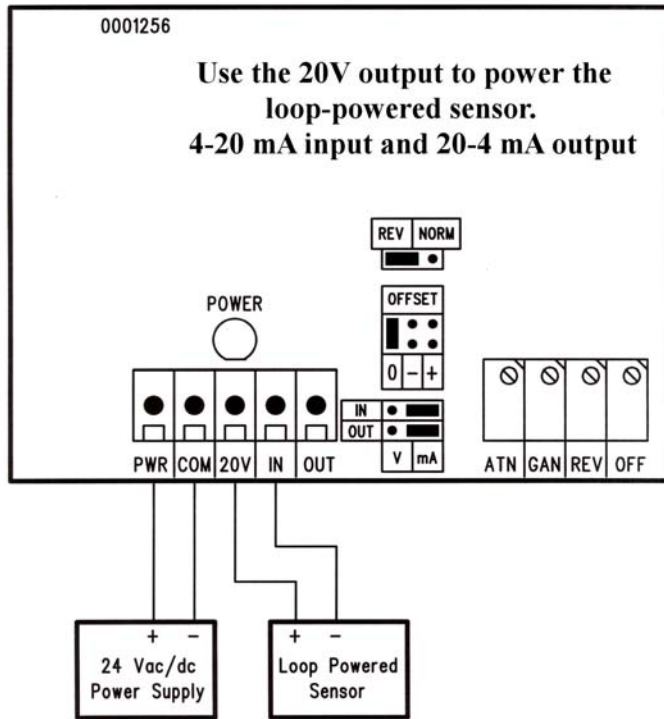 0001256
Use the 20V output to power the
loop-powered sensor.
4-20 mA input and 20-4 mA output
REV NORM
POWER
OFFSET
0 - +
IN
OUT
V mA
PWR COM 20V IN OUT
ATN GAN REV OFF
+ -
24 Vac/dc
Power Supply
+ -
Loop Powered
Sensor